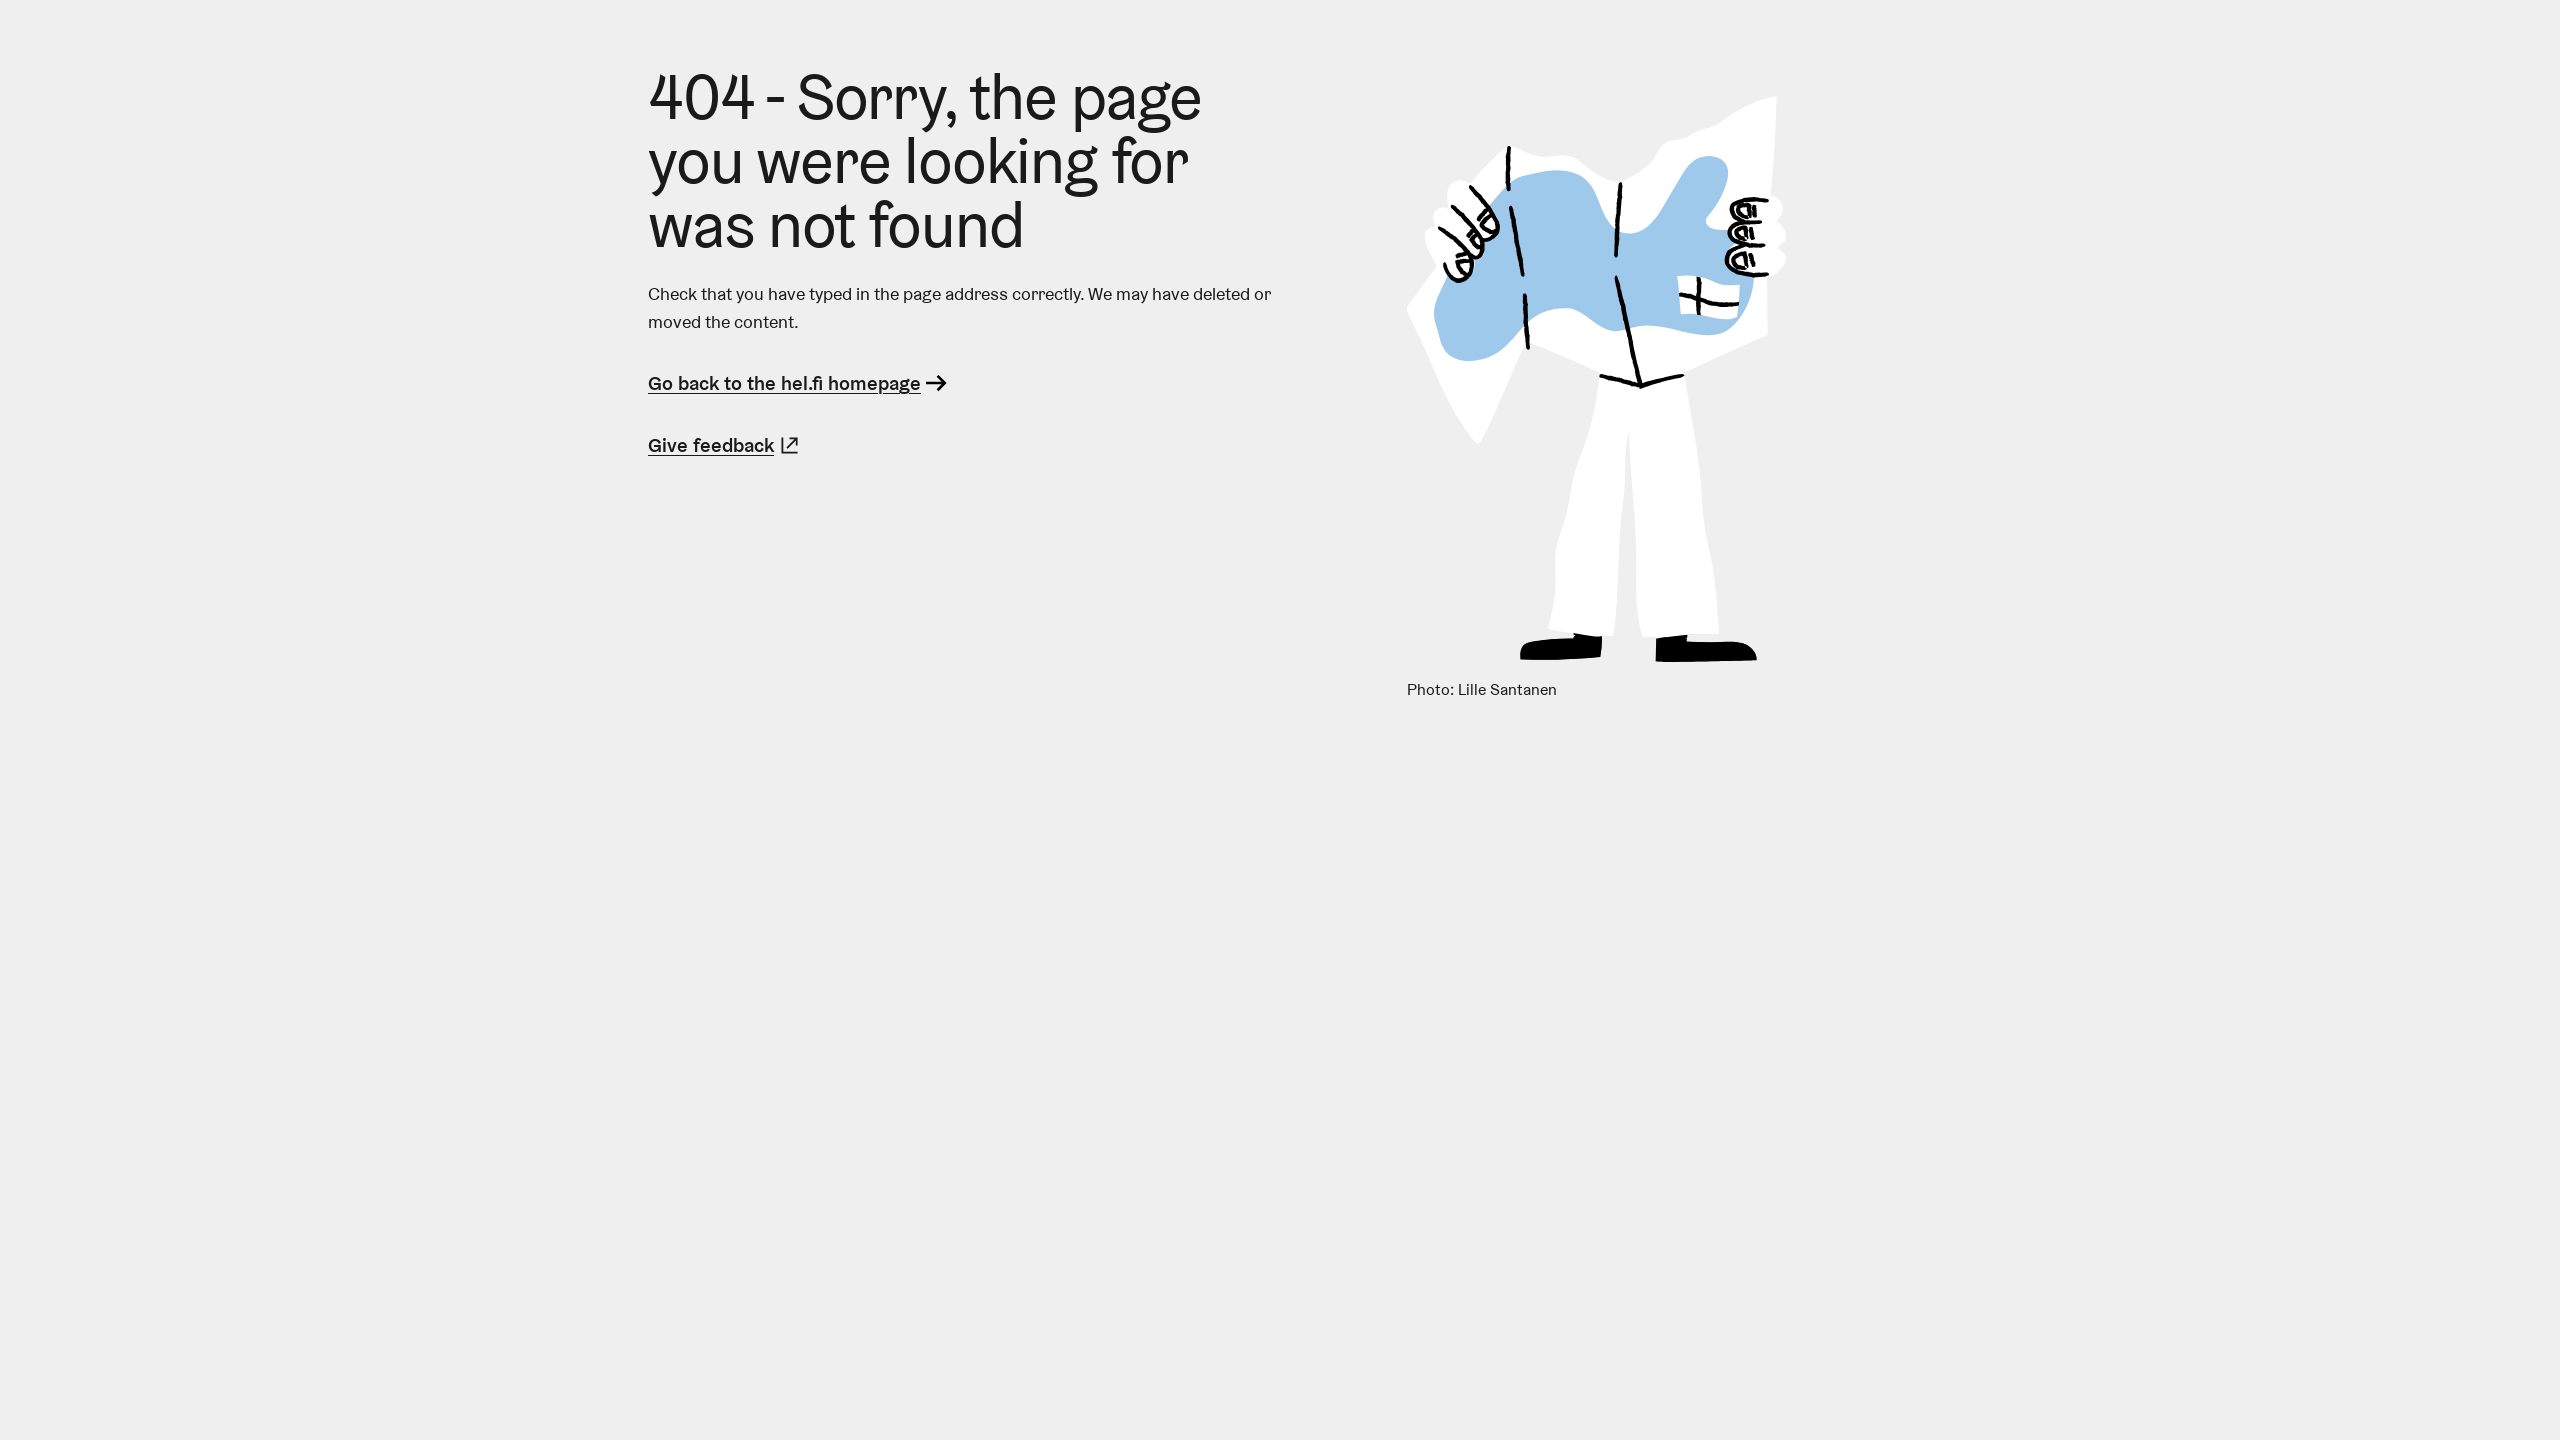 404 - Sorry, the page
you were looking for
was not found
Check that you have typed in the page address correctly. We may have deleted or
moved the content.
Go back to the hel.fi homepage
Give feedback
Photo: Lille Santanen